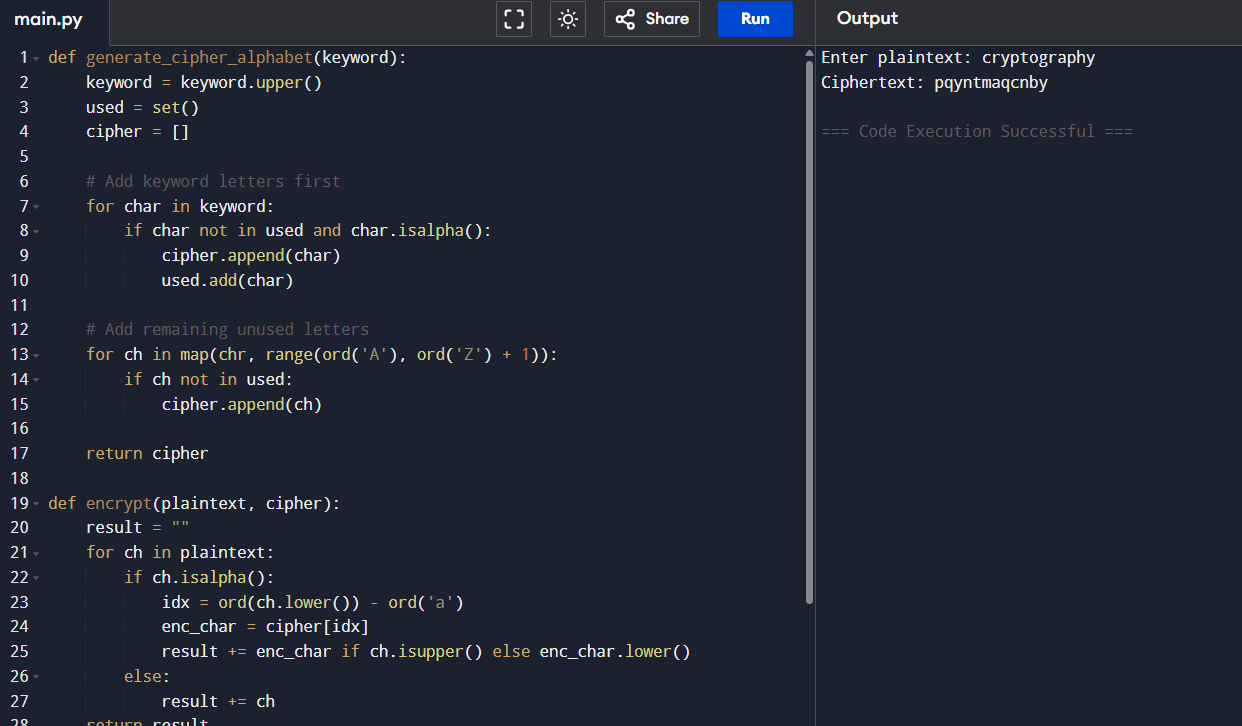 main.py
Share
Run
Output
1 def generate_cipher_alphabet(keyword):
2     keyword = keyword.upper()
3     used = set()
4     cipher = []
5
6     # Add keyword letters first
7     for char in keyword:
8         if char not in used and char.isalpha():
9             cipher.append(char)
10             used.add(char)
11
12     # Add remaining unused letters
13     for ch in map(chr, range(ord('A'), ord('Z') + 1)):
14         if ch not in used:
15             cipher.append(ch)
16
17     return cipher
18
19 def encrypt(plaintext, cipher):
20     result = ""
21     for ch in plaintext:
22         if ch.isalpha():
23             idx = ord(ch.lower()) - ord('a')
24             enc_char = cipher[idx]
25             result += enc_char if ch.isupper() else enc_char.lower()
26         else:
27             result += ch
28     return result
Enter plaintext: cryptography
Ciphertext: pqyntmaqcnby
=== Code Execution Successful ===